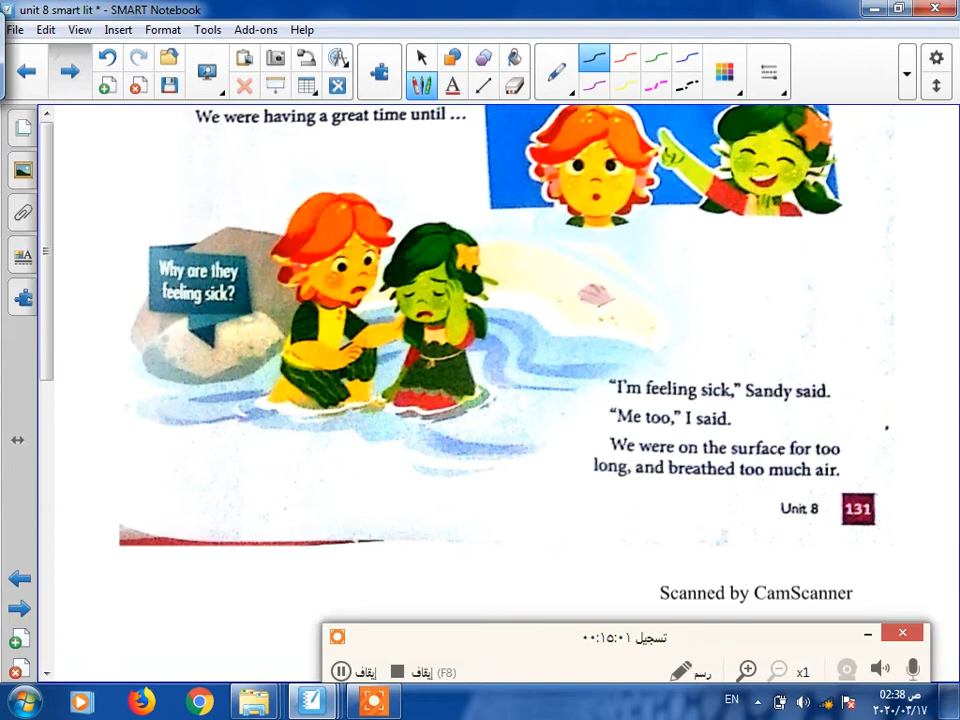 unit 8 smart lit * - SMART Notebook
File Edit View Insert Format Tools Add-ons Help
We were having a great time until ...
Why are they
feeling sick?
"I'm feeling sick," Sandy said.
"Me too," I said.
We were on the surface for too
long, and breathed too much air.
Unit 8 131
Scanned by CamScanner
تسجيل ٠٠:١٥:٠١
إيقاف إيقاف (F8) رسم x1
EN ص 02:38
٢٠٢٠/٠٣/١٧